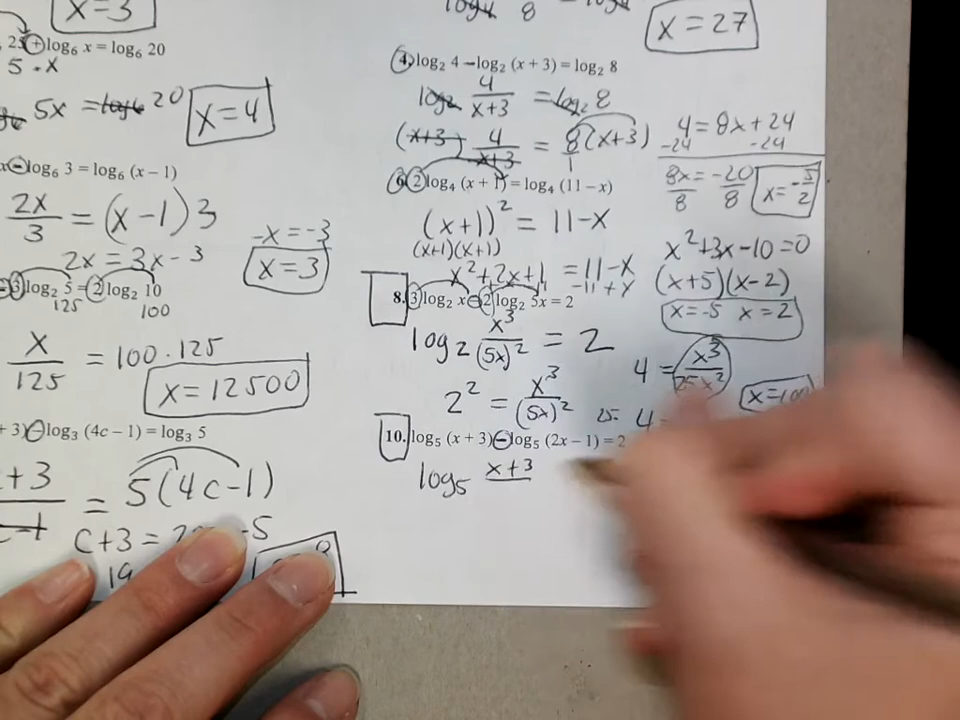 x=3
25 + log₆ x = log₆ 20
5 · x
5x = log₆ 20
x=4
− log₆ 3 = log₆ (x − 1)
2x/3 = (x−1)3
2x = 3x−3
-x = -3
x=3
3 log₂ 5 = 2 log₂ 10
125 100
x/125 = 100·125
x=12500
+ 3) − log₃ (4c − 1) = log₃ 5
+3 = 5(4c−1)
c+3 =
-5
19
8
x = 27
4. log₂ 4 − log₂ (x + 3) = log₂ 8
log₂ 4/(x+3) = log₂ 8
(x+3) 4/(x+3) = 8/1 (x+3)
4 = 8x+24
-24 -24
8x/8 = -20/8
x = -5/2
6. 2 log₄ (x + 1) = log₄ (11 − x)
(x+1)² = 11−x
(x+1)(x+1)
x²+2x+1 = 11−x
-11+x
x²+3x−10=0
(x+5)(x−2)
x=-5 x=2
8. 3 log₂ x − 2 log₂ 5x = 2
log₂ x³/(5x)² = 2
2² = x³/(5x)²
4 = x³/25x²
25· 4 =
x=100
10. log₅ (x + 3) − log₅ (2x − 1) = 2
log₅ x+3